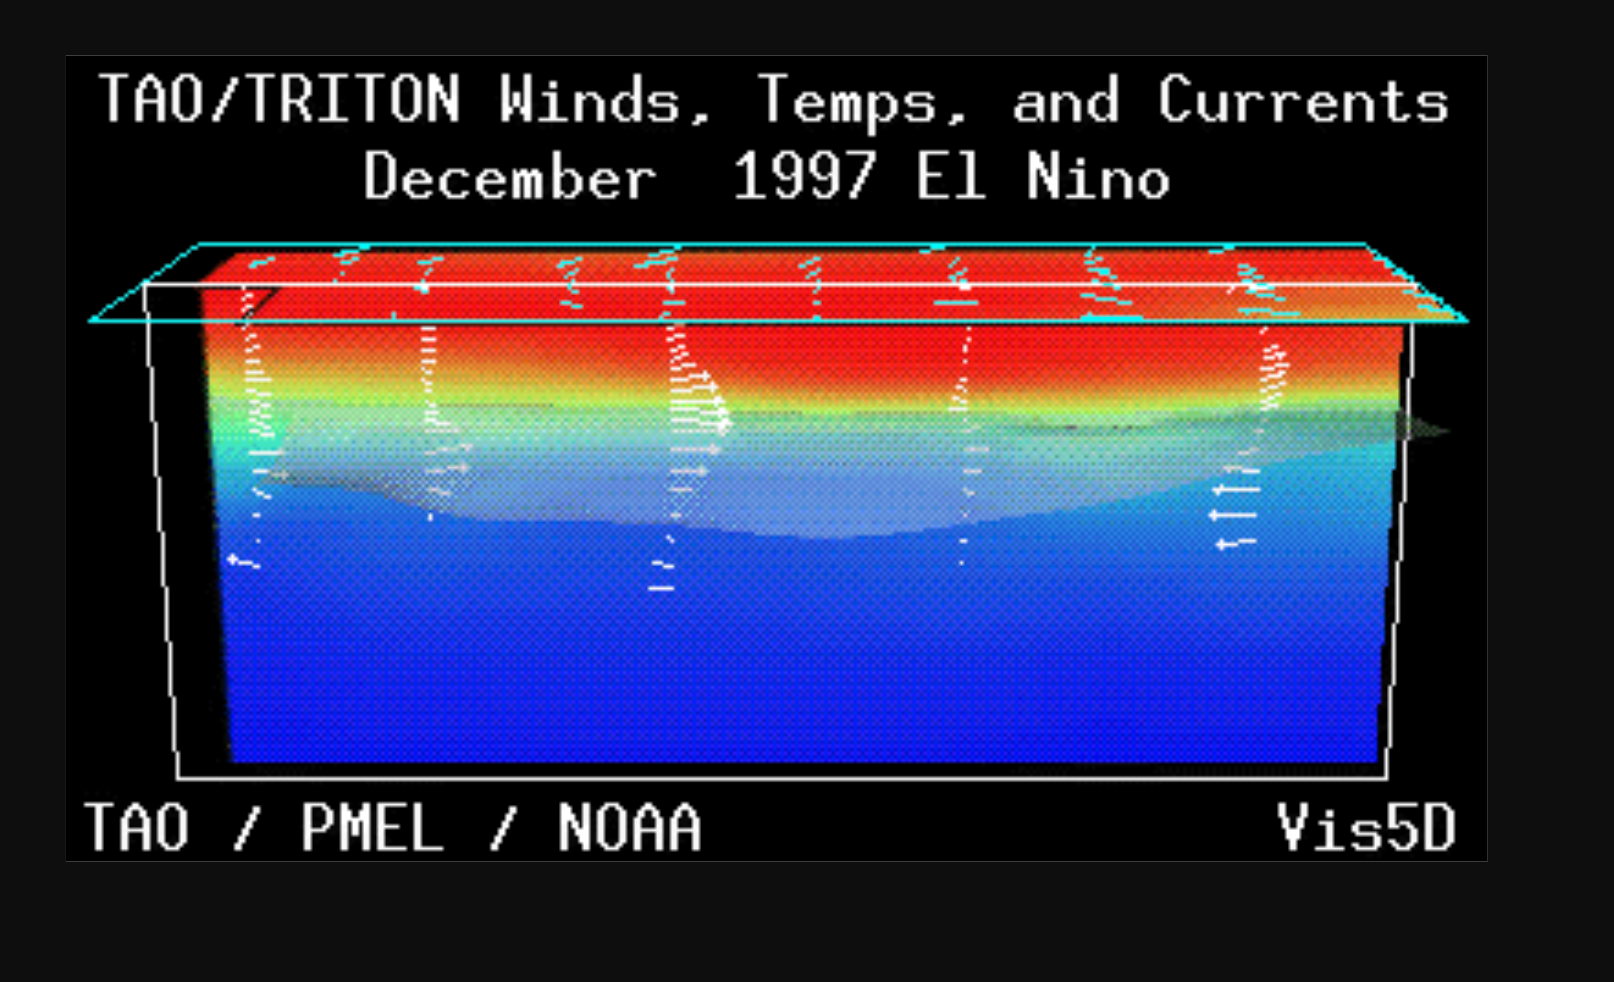 TAO/TRITON Winds, Temps, and Currents
December 1997 El Nino
TAO / PMEL / NOAA
Vis5D